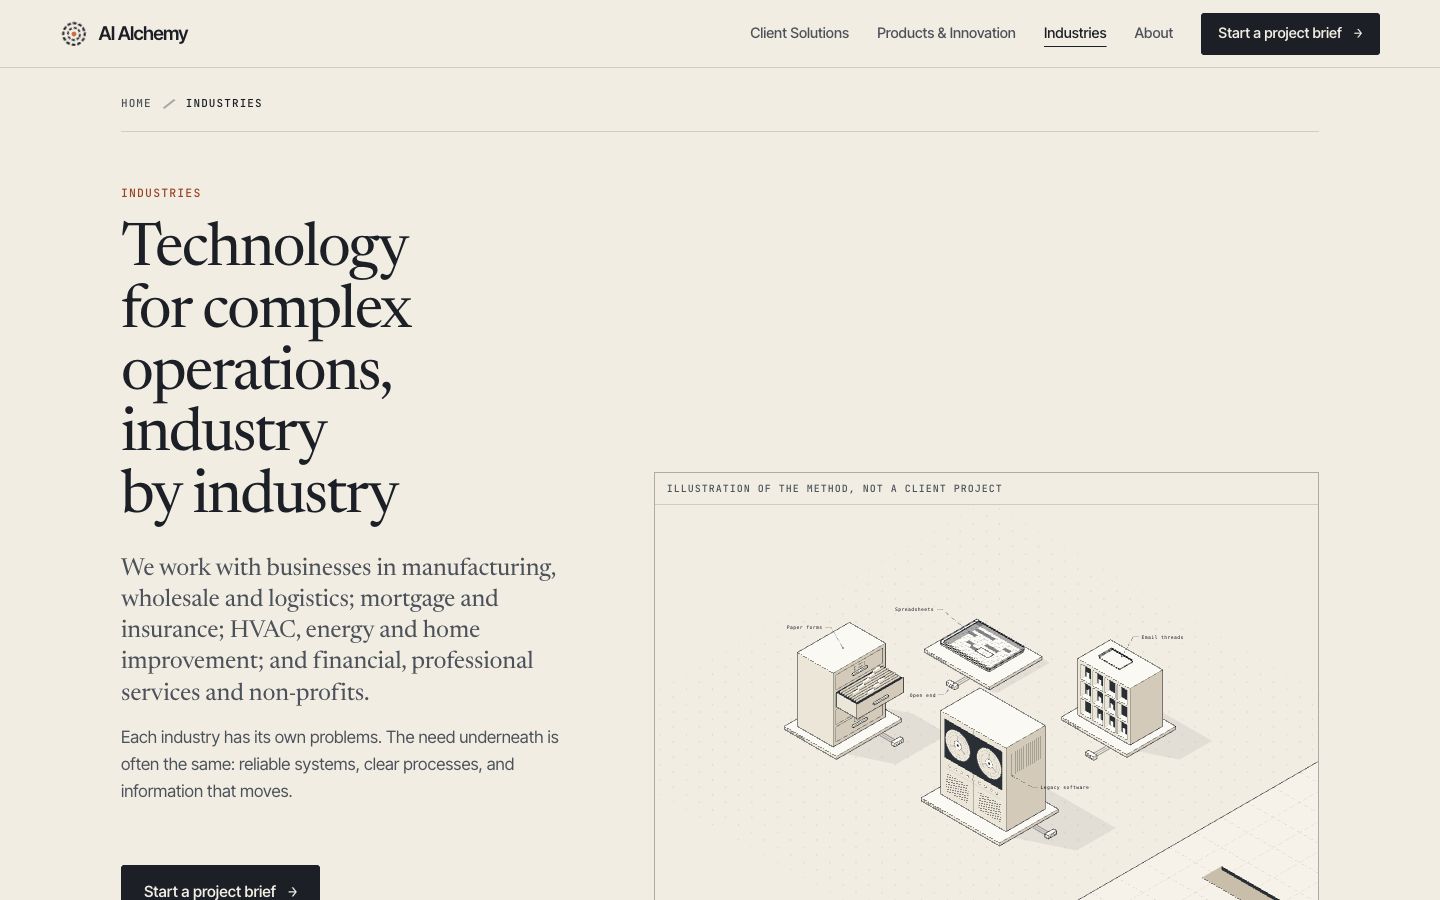 AI Alchemy
Client Solutions
Products & Innovation
Industries
About
Start a project brief →
HOME / INDUSTRIES
INDUSTRIES
Technology
for complex
operations,
industry
by industry
We work with businesses in manufacturing,
wholesale and logistics; mortgage and
insurance; HVAC, energy and home
improvement; and financial, professional
services and non-profits.
Each industry has its own problems. The need underneath is
often the same: reliable systems, clear processes, and
information that moves.
Start a project brief →
ILLUSTRATION OF THE METHOD, NOT A CLIENT PROJECT
Spreadsheets
Paper forms
Email threads
Open end
Legacy software